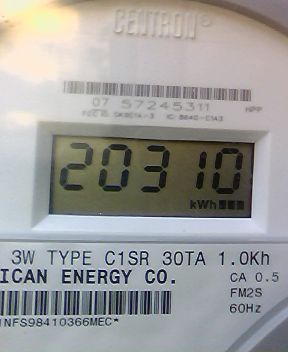 CENTRON®
07 57245311 HPP
20310
kWh
3W TYPE C1SR 30TA 1.0Kh
ICAN ENERGY CO. CA 0.5
FM2S
60Hz
NFS98410366MEC*